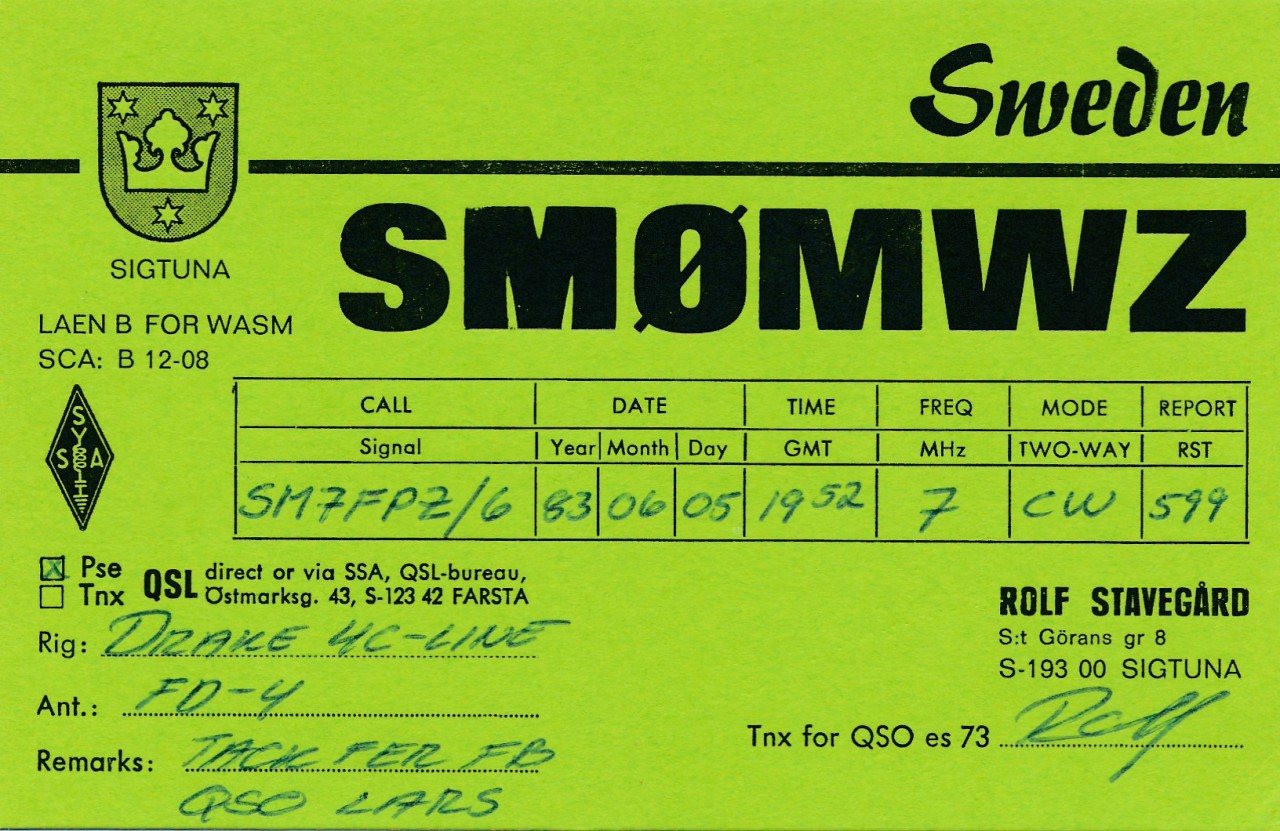 Sweden
SMØMWZ
SIGTUNA
LAEN B FOR WASM
SCA: B 12-08
SSA
CALL DATE TIME FREQ MODE REPORT
Signal Year Month Day GMT MHz TWO-WAY RST
SM7FPZ/6 83 06 05 19 52 7 CW 599
Pse
Tnx
QSL direct or via SSA, QSL-bureau,
Östmarksg. 43, S-123 42 FARSTA
Rig: DRAKE 4C-LINE
Ant.: FD-4
Remarks: TACK FER FB
QSO LARS
ROLF STAVEGÅRD
S:t Görans gr 8
S-193 00 SIGTUNA
Tnx for QSO es 73 Rolf